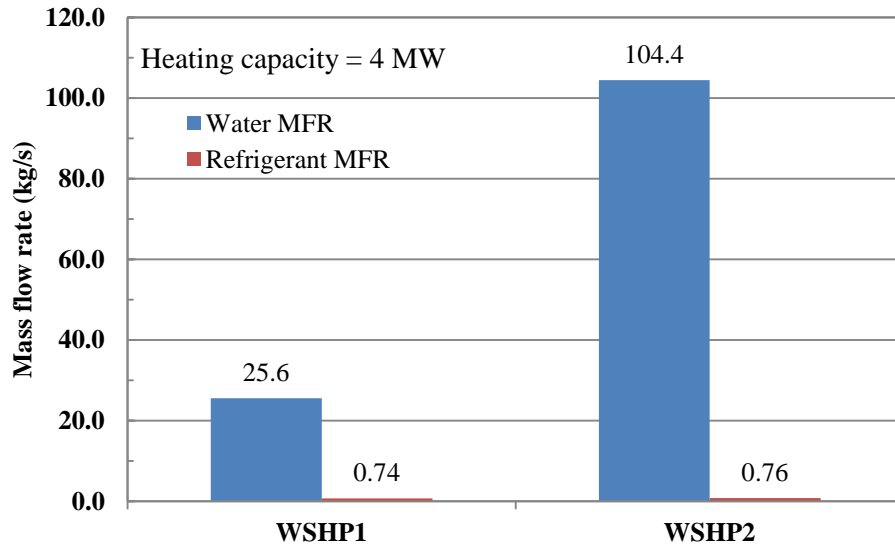 120.0
100.0
80.0
60.0
40.0
20.0
0.0
Mass flow rate (kg/s)
Heating capacity = 4 MW
Water MFR
Refrigerant MFR
25.6
0.74
104.4
0.76
WSHP1
WSHP2